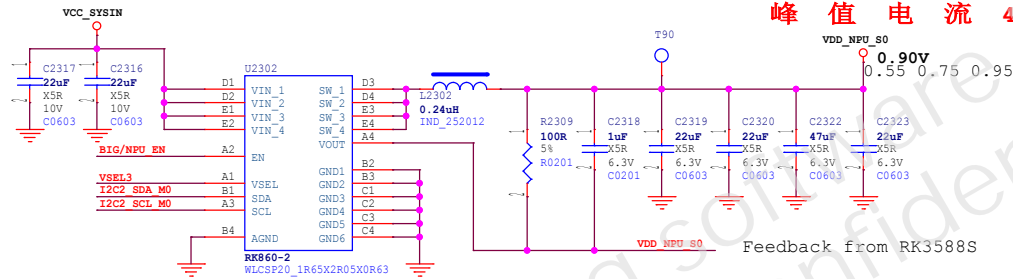 峰 值 电 流 4
VCC_SYSIN
T90
VDD_NPU_S0
0.90V
0.55 0.75 0.95
C2317
22uF
X5R
10V
C0603
C2316
22uF
X5R
10V
C0603
U2302
D1 VIN_1
D2 VIN_2
E1 VIN_3
E2 VIN_4
A2 EN
A1 VSEL
B1 SDA
A3 SCL
B4 AGND
SW_1 D3
SW_2 D4
SW_3 E3
SW_4 E4
VOUT A4
GND1 B2
GND2 B3
GND3 C1
GND4 C2
GND5 C3
GND6 C4
RK860-2
WLCSP20_1R65X2R05X0R63
BIG/NPU_EN
VSEL3
I2C2_SDA_M0
I2C2_SCL_M0
L2302
0.24uH
IND_252012
R2309
100R
5%
R0201
C2318
1uF
X5R
6.3V
C0201
C2319
22uF
X5R
6.3V
C0603
C2320
22uF
X5R
6.3V
C0603
C2322
47uF
X5R
6.3V
C0603
C2323
22uF
X5R
6.3V
C0603
VDD_NPU_S0
Feedback from RK3588S
software